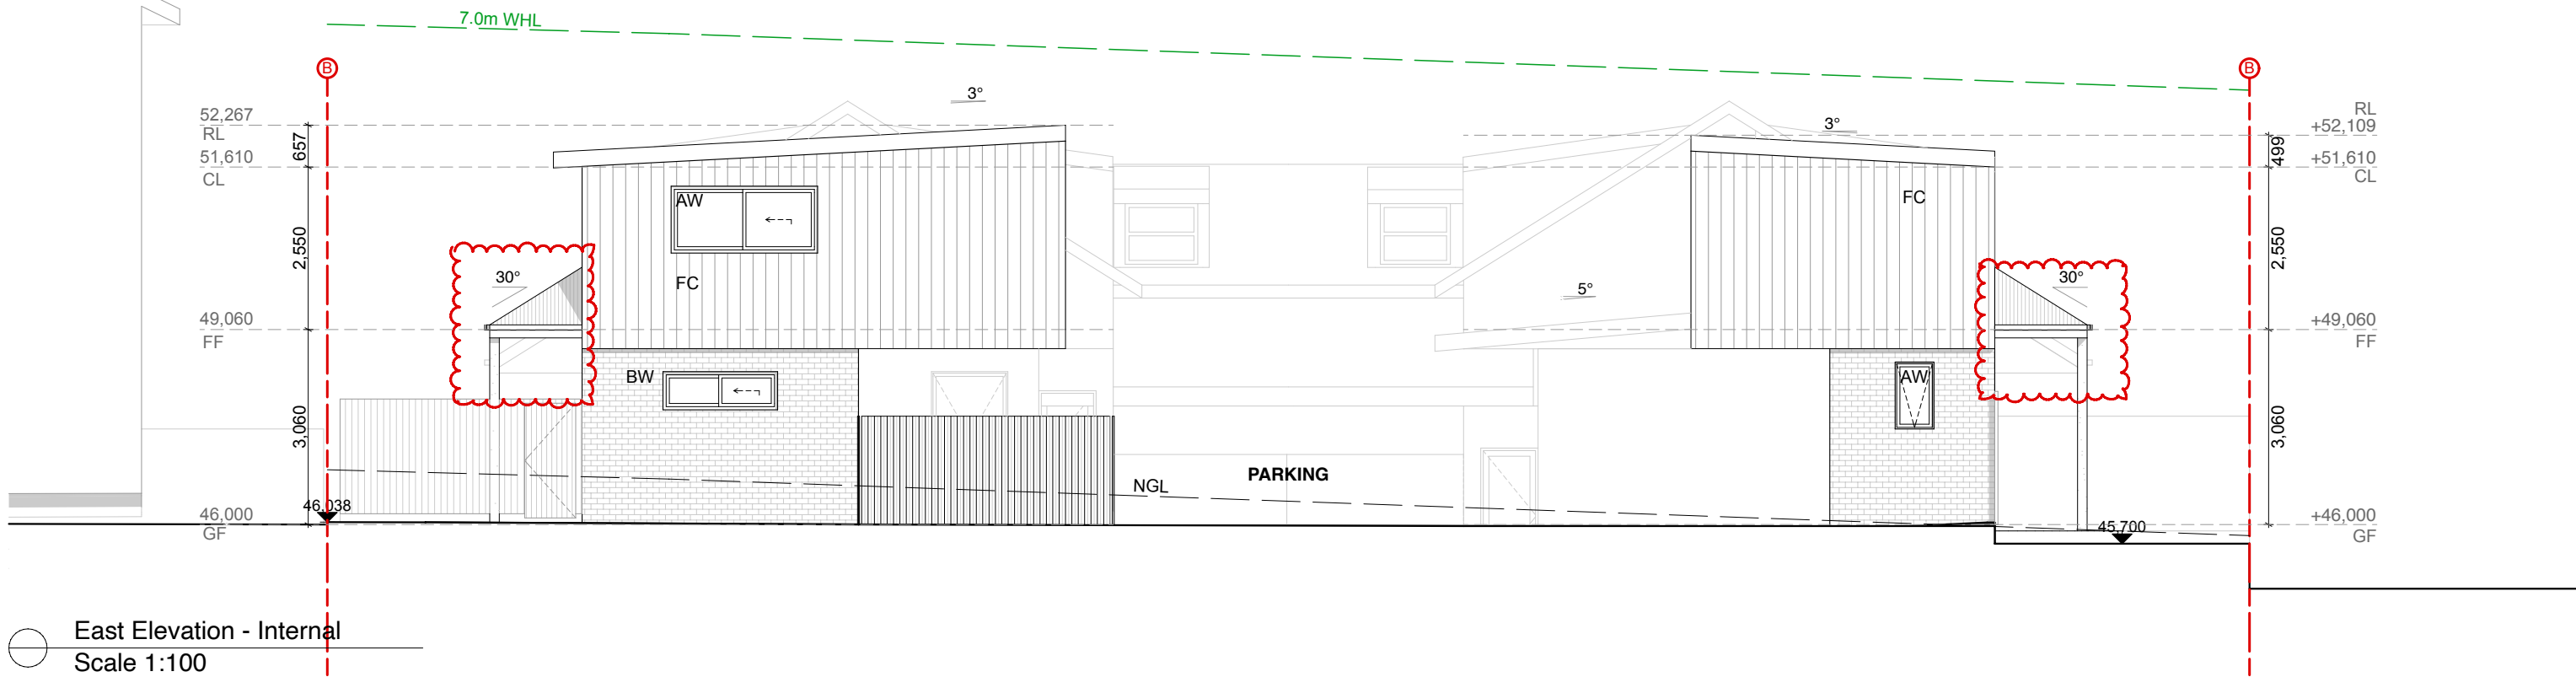 7.0m WHL
B
B
3°
52,267
RL
657
51,610
CL
3°
RL
+52,109
499
+51,610
CL
AW
FC
2,550
2,550
30°
FC
5°
30°
49,060
FF
+49,060
FF
BW
AW
3,060
3,060
PARKING
NGL
46,038
46,000
GF
45,700
+46,000
GF
East Elevation - Internal
Scale 1:100